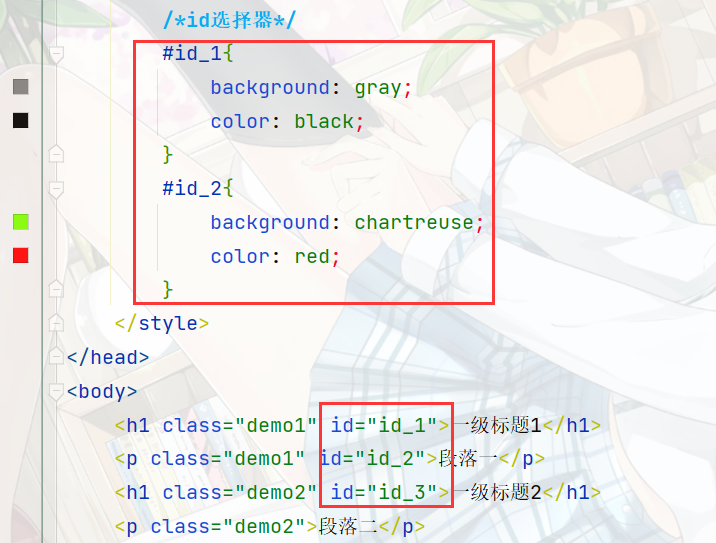 /*id选择器*/
#id_1{
background: gray;
color: black;
}
#id_2{
background: chartreuse;
color: red;
}
</style>
</head>
<body>
<h1 class="demo1" id="id_1">一级标题1</h1>
<p class="demo1" id="id_2">段落一</p>
<h1 class="demo2" id="id_3">一级标题2</h1>
<p class="demo2">段落二</p>